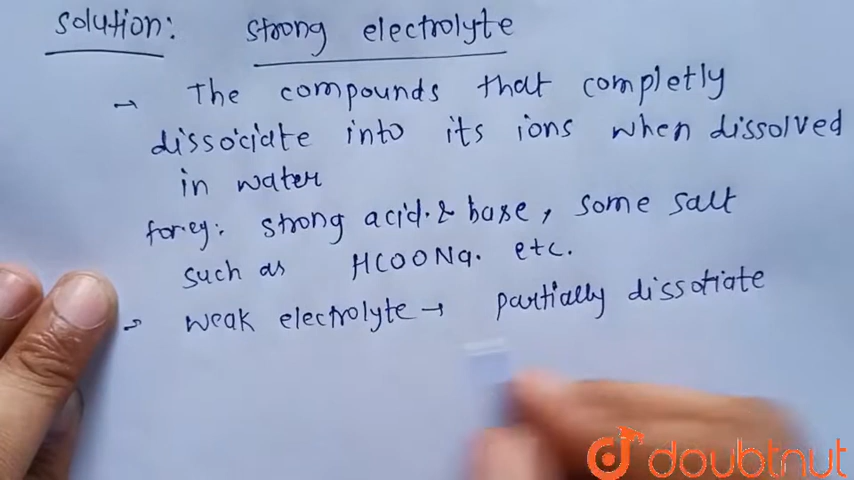 Solution: Strong electrolyte
→ The compounds that completly
dissociate into its ions when dissolved
in water
for eg: strong acid & base, some salt
such as HCOONa. etc.
→ weak electrolyte → partially dissotiate
doubtnut